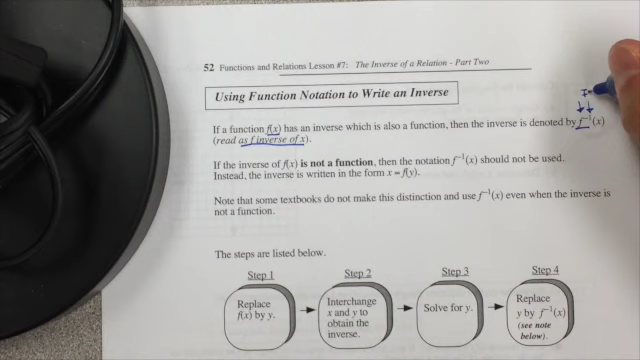 52 Functions and Relations Lesson #7: The Inverse of a Relation - Part Two
Using Function Notation to Write an Inverse
If a function f(x) has an inverse which is also a function, then the inverse is denoted by f⁻¹(x)
(read as f inverse of x).
If the inverse of f(x) is not a function, then the notation f⁻¹(x) should not be used.
Instead, the inverse is written in the form x = f(y).
Note that some textbooks do not make this distinction and use f⁻¹(x) even when the inverse is
not a function.
The steps are listed below.
Step 1
Replace
f(x) by y.
Step 2
Interchange
x and y to
obtain the
inverse.
Step 3
Solve for y.
Step 4
Replace
y by f⁻¹(x)
(see note
below).